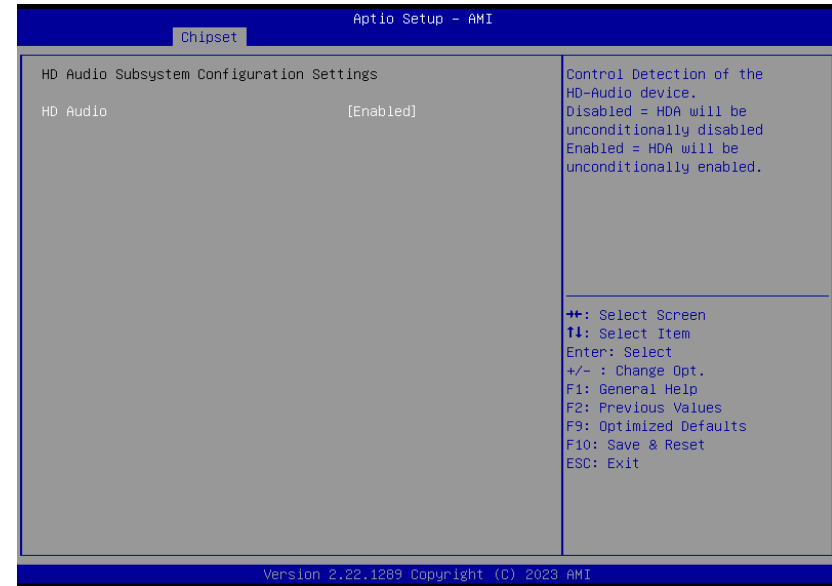 Aptio Setup – AMI
Chipset
HD Audio Subsystem Configuration Settings
HD Audio [Enabled]
Control Detection of the
HD-Audio device.
Disabled = HDA will be
unconditionally disabled
Enabled = HDA will be
unconditionally enabled.
→←: Select Screen
↑↓: Select Item
Enter: Select
+/- : Change Opt.
F1: General Help
F2: Previous Values
F9: Optimized Defaults
F10: Save & Reset
ESC: Exit
Version 2.22.1289 Copyright (C) 2023 AMI